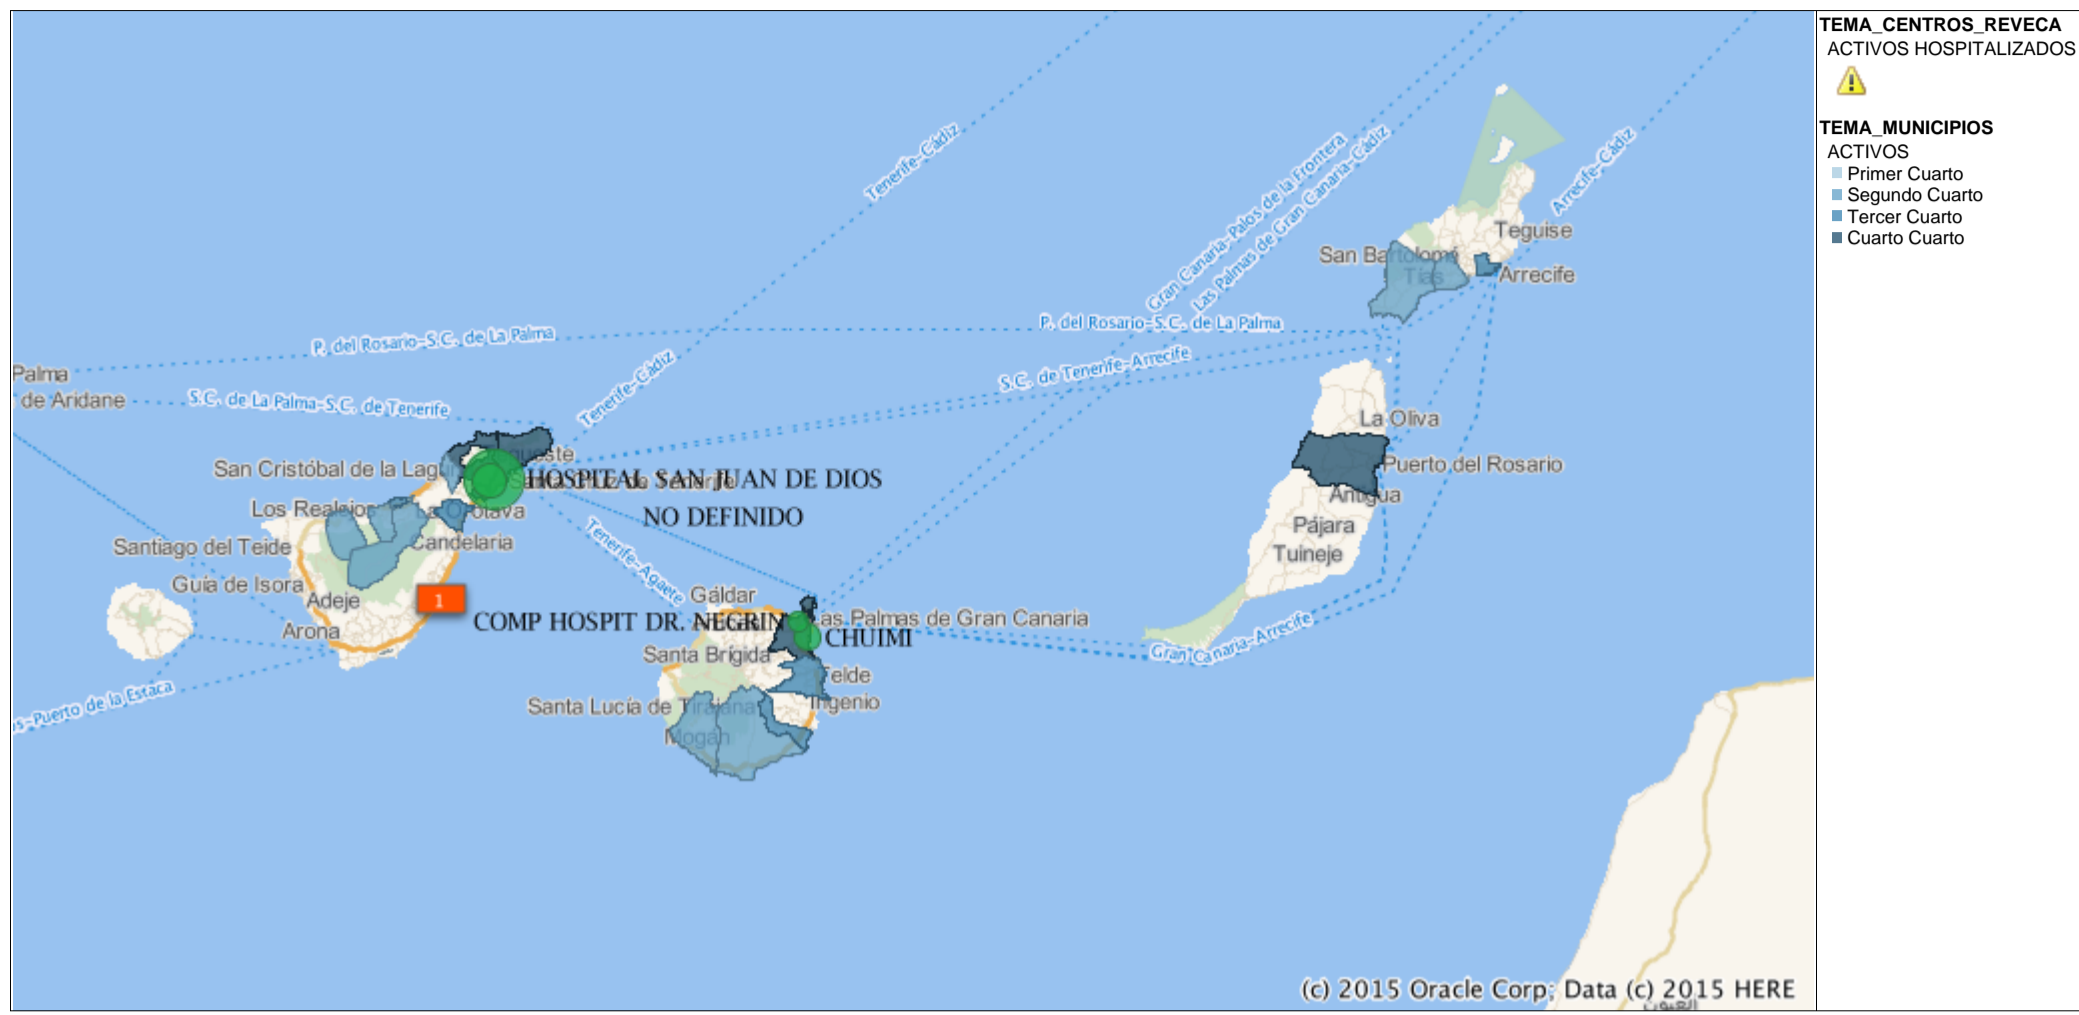 TEMA_CENTROS_REVECA
ACTIVOS HOSPITALIZADOS
TEMA_MUNICIPIOS
ACTIVOS
Primer Cuarto
Segundo Cuarto
Tercer Cuarto
Cuarto Cuarto
Tenerife-Cádiz
Gran Canaria-Palos de la Frontera
Las Palmas de Gran Canaria-Cádiz
Arrecife-Cádiz
Teguise
San Bartolomé
Tías
Arrecife
P. del Rosario-S.C. de La Palma
P. del Rosario-S.C. de La Palma
Tenerife-Cádiz
S.C. de Tenerife-Arrecife
Palma
de Aridane
S.C. de La Palma-S.C. de Tenerife
La Oliva
San Cristóbal de la
Puerto del Rosario
HOSPITAL SAN JUAN DE DIOS
Antigua
Los Realejos
La Orotava
NO DEFINIDO
Pájara
Santiago del Teide
Candelaria
Tuineje
Tenerife-Agaete
Guía de Isora
Adeje
1
Gáldar
Arona
COMP HOSPIT DR. NEGRIN
Las Palmas de Gran Canaria
CHUIMI
Santa Brígida
Gran Canaria-Arrecife
Telde
-Puerto de la Estaca
Santa Lucía de Tirajana
Ingenio
Mogán
(c) 2015 Oracle Corp; Data (c) 2015 HERE